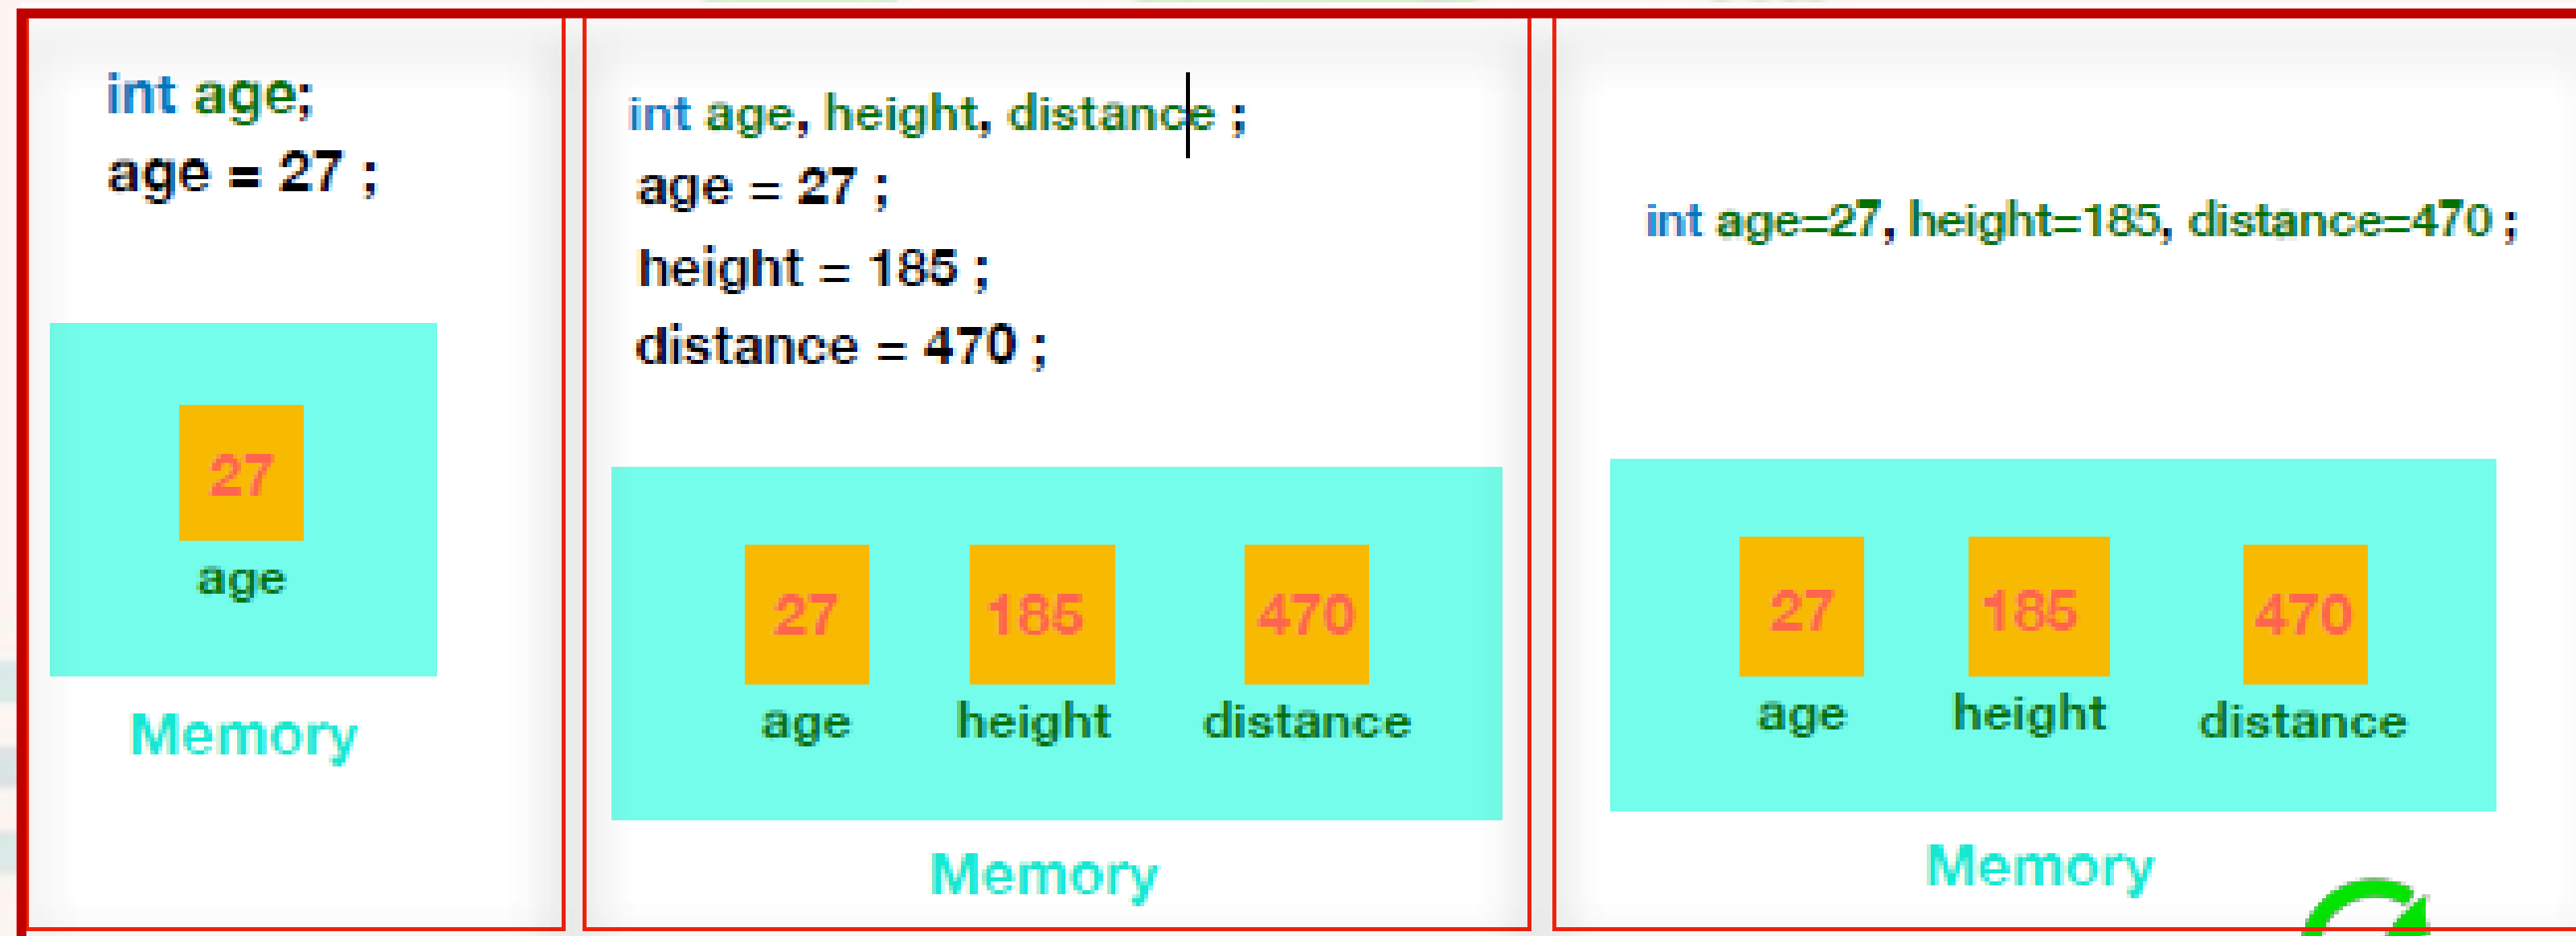 int age;
age = 27 ;
27
age
Memory
int age, height, distance ;
age = 27 ;
height = 185 ;
distance = 470 ;
27 185 470
age height distance
Memory
int age=27, height=185, distance=470 ;
27 185 470
age height distance
Memory